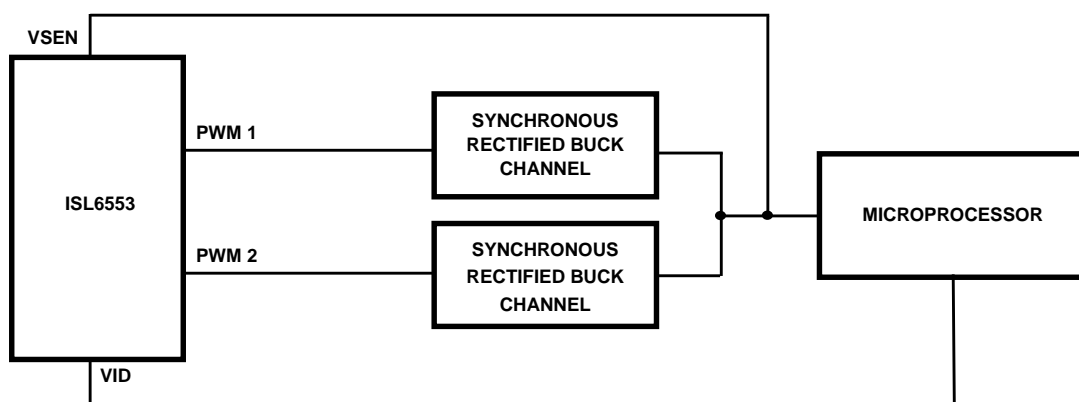 VSEN
ISL6553
PWM 1
PWM 2
VID
SYNCHRONOUS
RECTIFIED BUCK
CHANNEL
SYNCHRONOUS
RECTIFIED BUCK
CHANNEL
MICROPROCESSOR